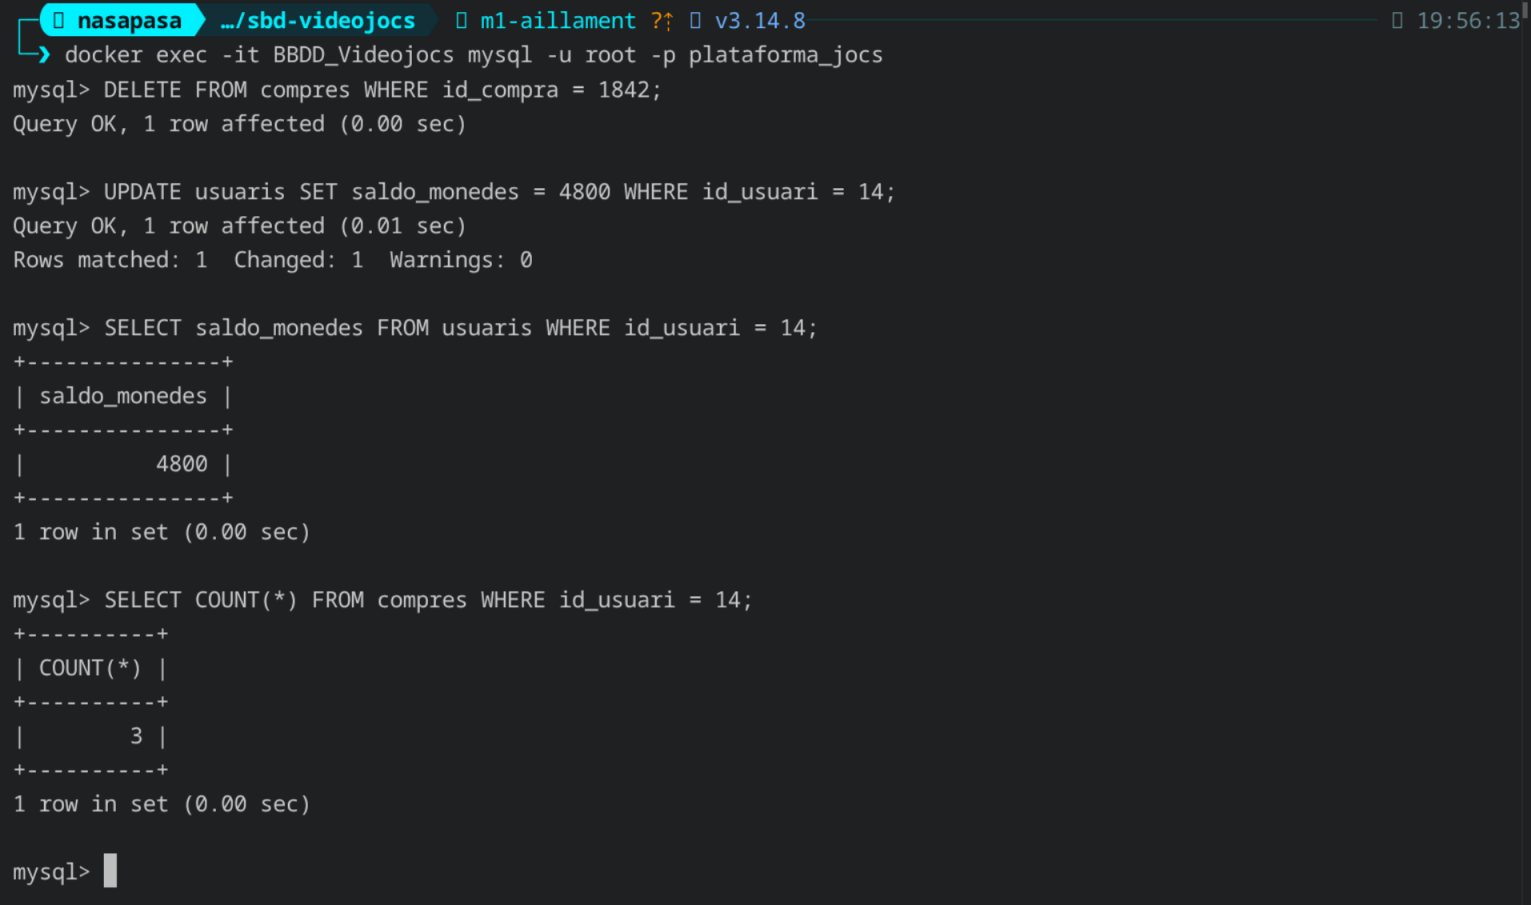 nasapasa …/sbd-videojocs m1-aillament ?⇡ v3.14.8 19:56:13
❯ docker exec -it BBDD_Videojocs mysql -u root -p plataforma_jocs
mysql> DELETE FROM compres WHERE id_compra = 1842;
Query OK, 1 row affected (0.00 sec)
mysql> UPDATE usuaris SET saldo_monedes = 4800 WHERE id_usuari = 14;
Query OK, 1 row affected (0.01 sec)
Rows matched: 1  Changed: 1  Warnings: 0
mysql> SELECT saldo_monedes FROM usuaris WHERE id_usuari = 14;
+---------------+
| saldo_monedes |
+---------------+
|          4800 |
+---------------+
1 row in set (0.00 sec)
mysql> SELECT COUNT(*) FROM compres WHERE id_usuari = 14;
+----------+
| COUNT(*) |
+----------+
|        3 |
+----------+
1 row in set (0.00 sec)
mysql>